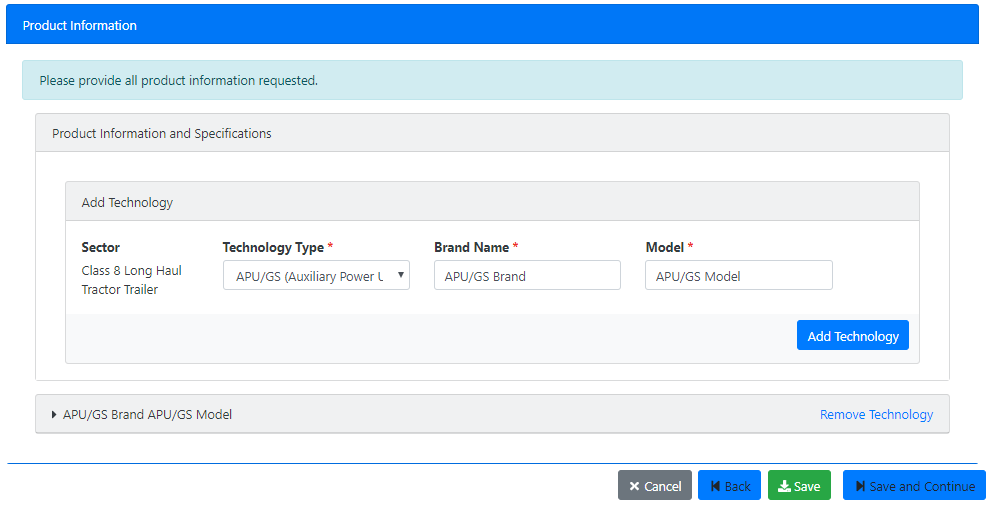 Product Information
Please provide all product information requested.
Product Information and Specifications
Add Technology
Sector
Technology Type *
Brand Name *
Model *
Class 8 Long Haul
Tractor Trailer
APU/GS (Auxiliary Power U
APU/GS Brand
APU/GS Model
Add Technology
APU/GS Brand APU/GS Model
Remove Technology
Cancel
Back
Save
Save and Continue